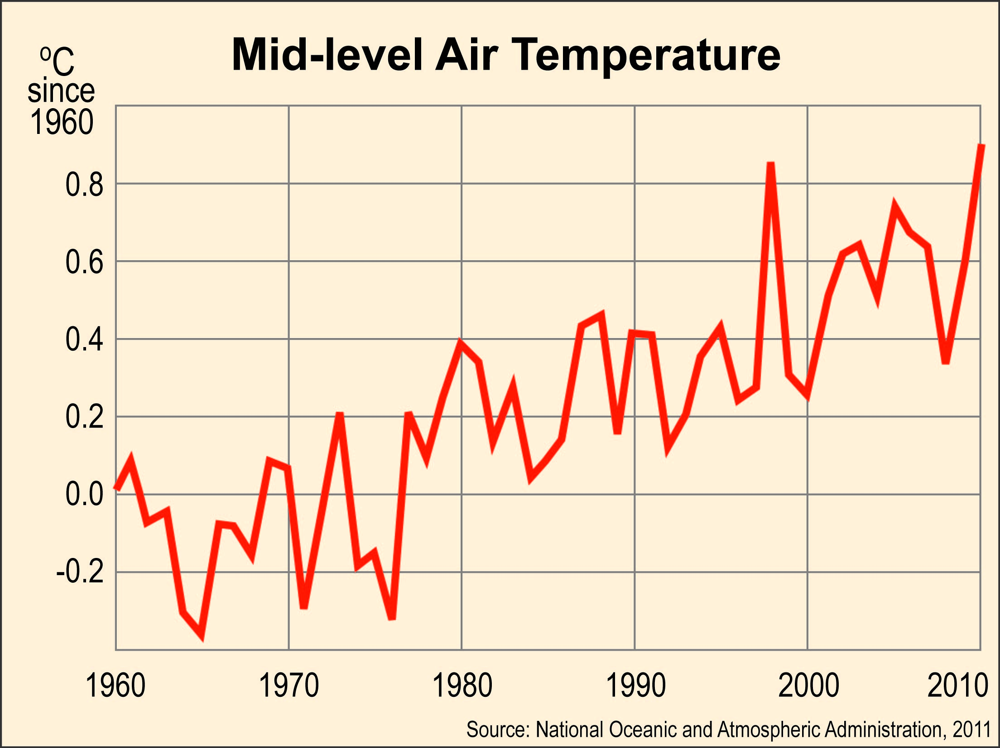 Mid-level Air Temperature
ºC
since
1960
0.8
0.6
0.4
0.2
0.0
-0.2
1960 1970 1980 1990 2000 2010
Source: National Oceanic and Atmospheric Administration, 2011